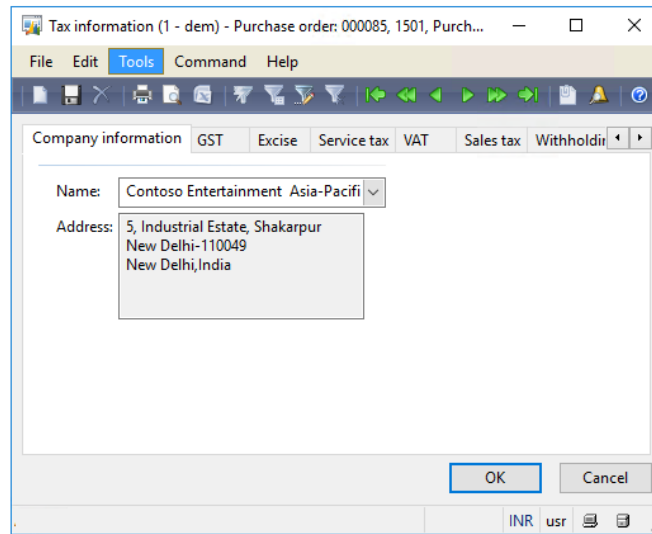 Tax information (1 - dem) - Purchase order: 000085, 1501, Purch...
File Edit Tools Command Help
Company information GST Excise Service tax VAT Sales tax Withholdir
Name: Contoso Entertainment Asia-Pacifi
Address: 5, Industrial Estate, Shakarpur
New Delhi-110049
New Delhi,India
OK Cancel
INR usr